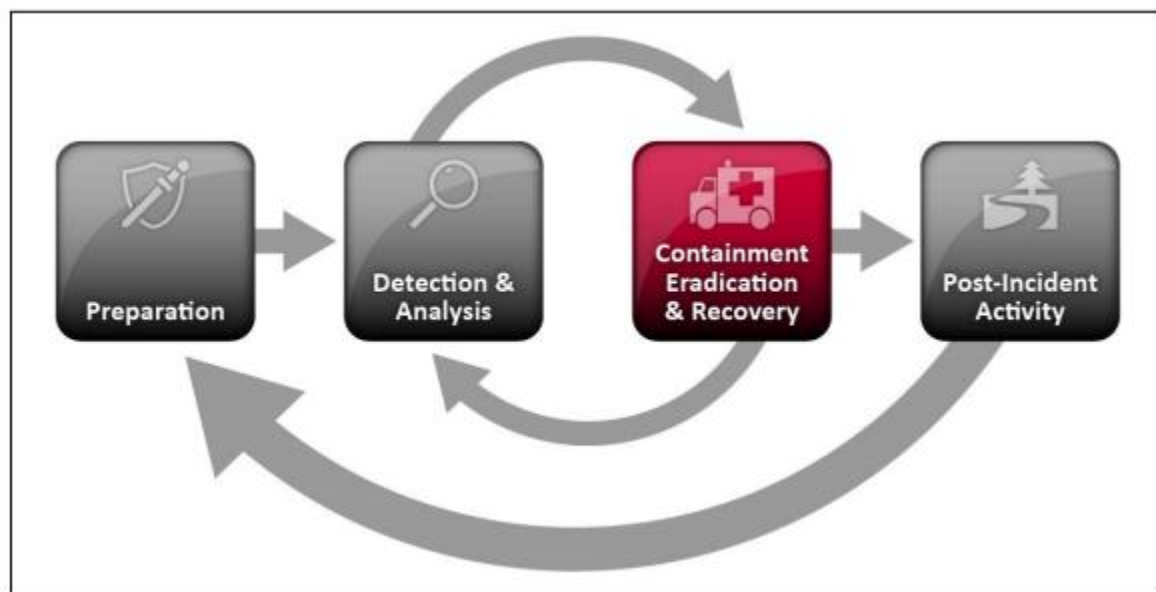 Preparation
Detection &
Analysis
Containment
Eradication
& Recovery
Post-Incident
Activity